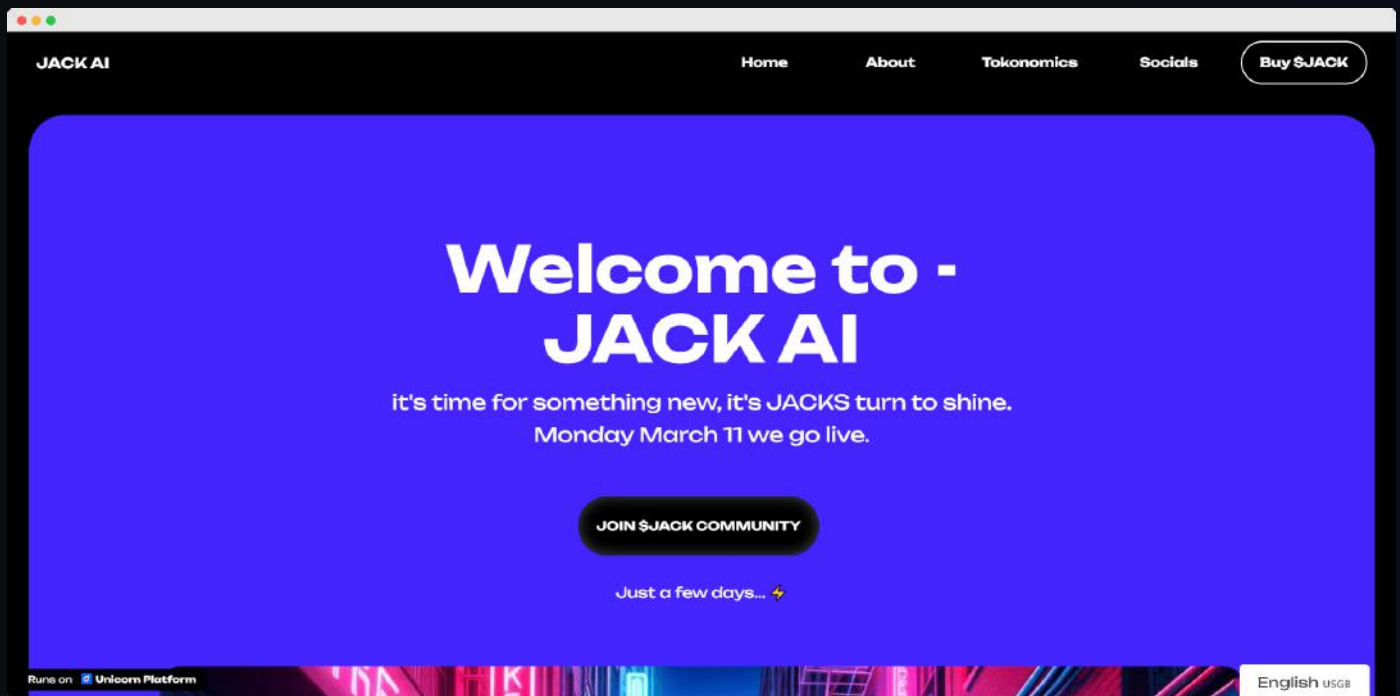 JACK AI
Home
About
Tokonomics
Socials
Buy $JACK
Welcome to -
JACK AI
it's time for something new, it's JACKS turn to shine.
Monday March 11 we go live.
JOIN $JACK COMMUNITY
Just a few days... ⚡
Runs on Unicorn Platform
English USGB